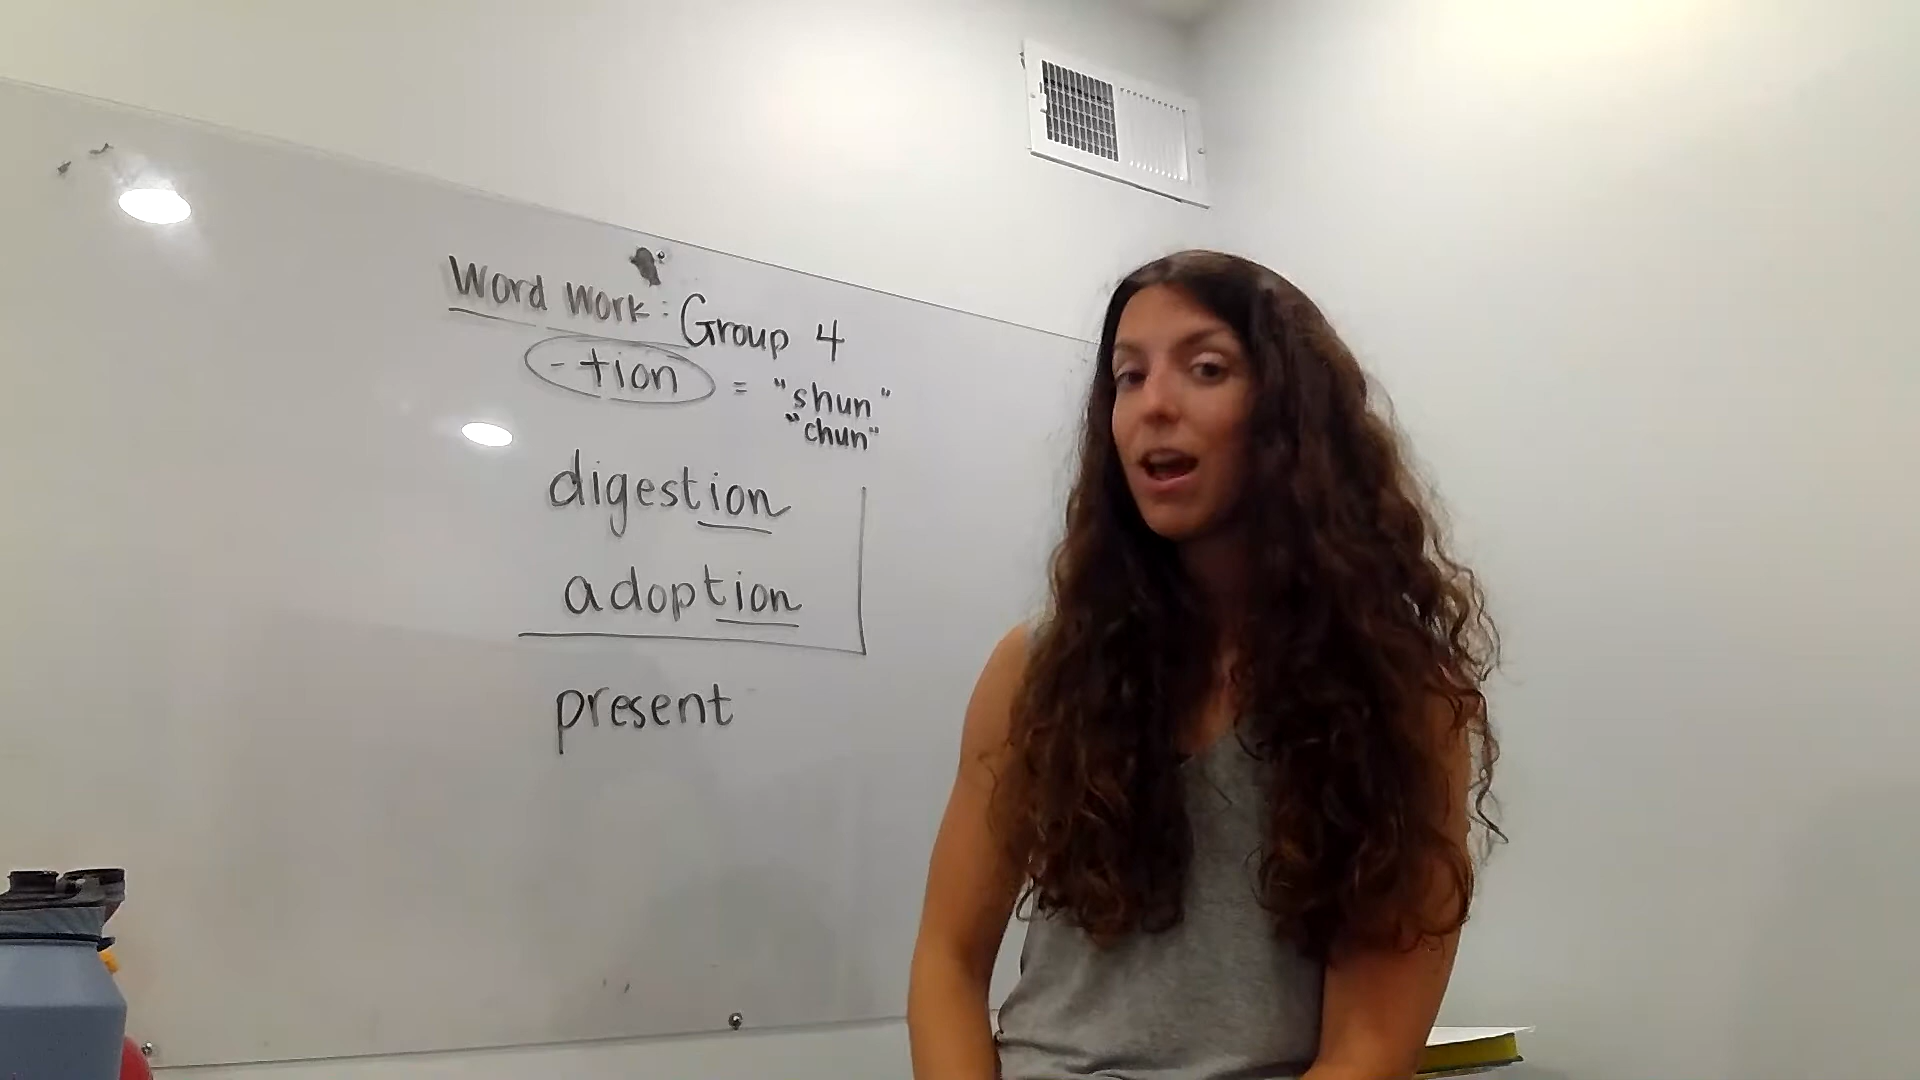 Word Work: Group 4
-tion = "shun"
"chun"
digestion
adoption
present